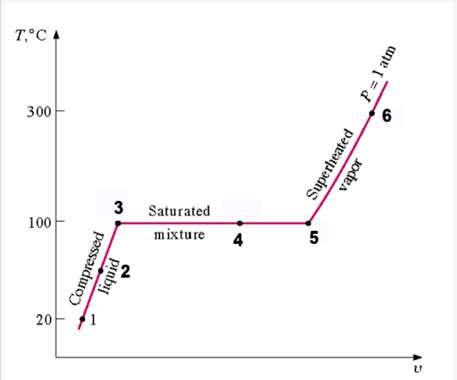 T,°C
P = 1 atm
300
6
Superheated
vapor
3
Saturated
mixture
100
4
5
Compressed
liquid
2
20
1
υ